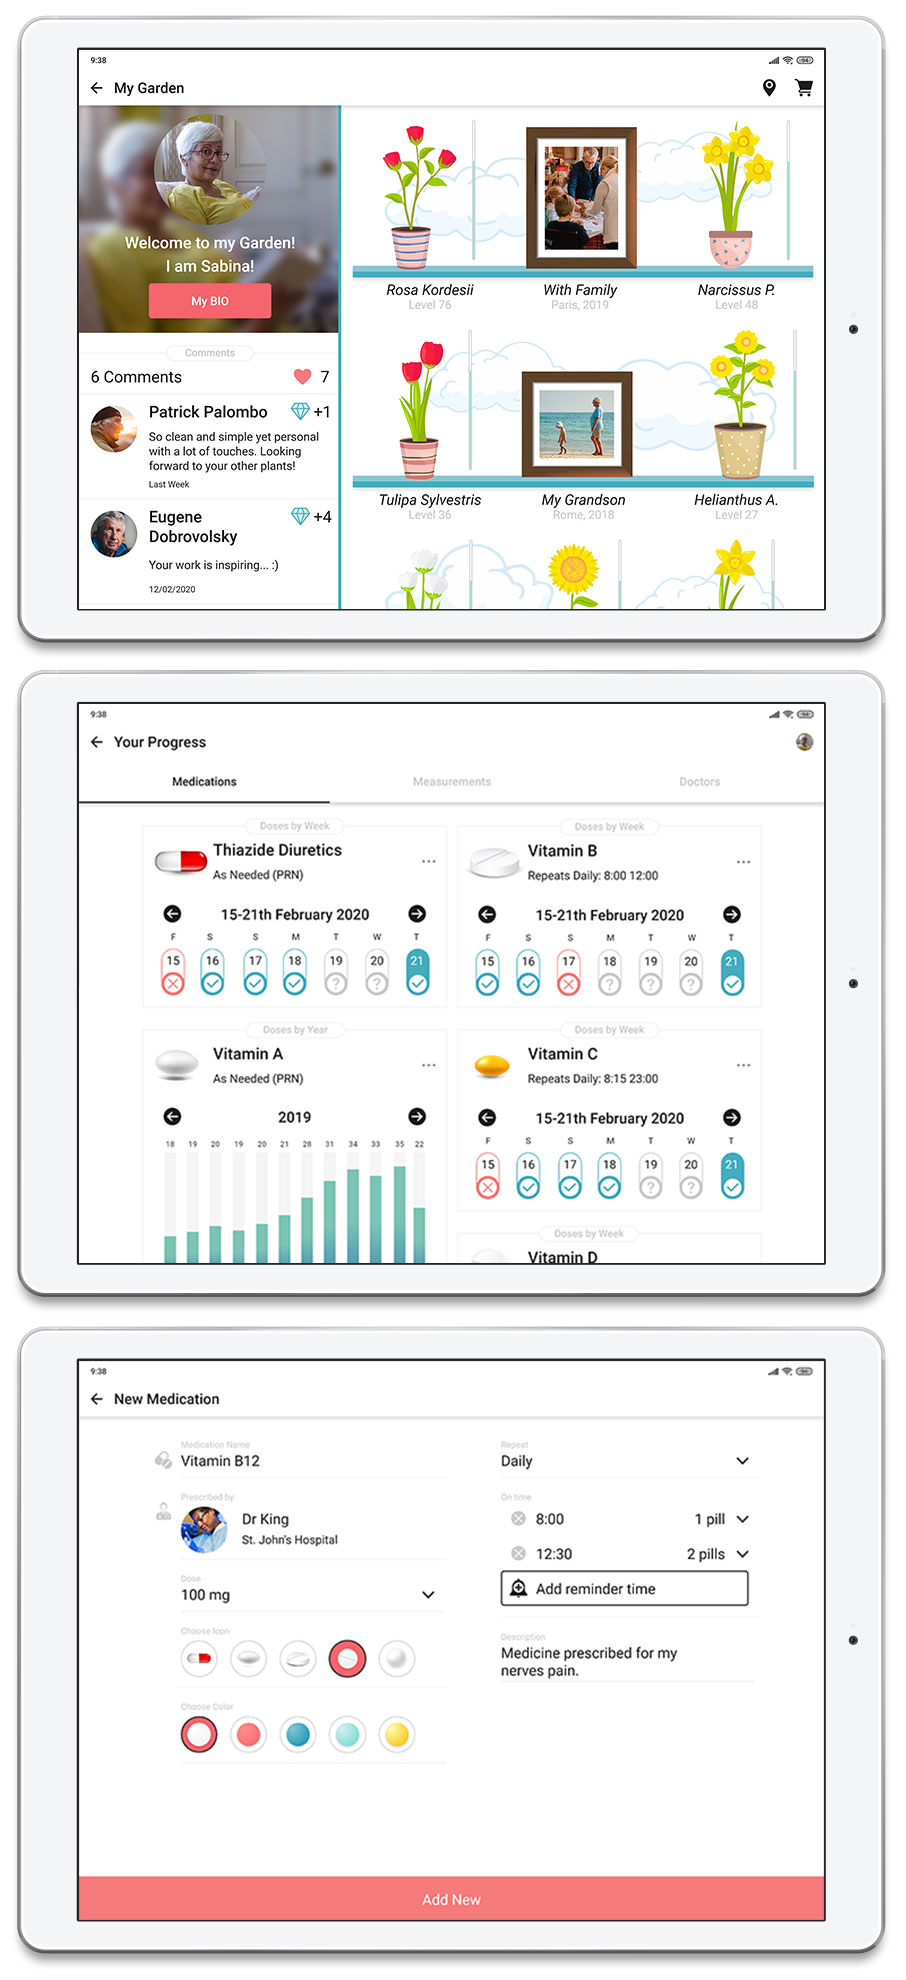 9:38
My Garden
Welcome to my Garden!
I am Sabina!
My BIO
Comments
6 Comments
7
Patrick Palombo
+1
So clean and simple yet personal
with a lot of touches. Looking
forward to your other plants!
Last Week
Eugene
Dobrovolsky
+4
Your work is inspiring... :)
12/02/2020
Rosa Kordesii
Level 76
With Family
Paris, 2019
Narcissus P.
Level 48
Tulipa Sylvestris
Level 36
My Grandson
Rome, 2018
Helianthus A.
Level 27
9:38
Your Progress
Medications
Measurements
Doctors
Doses by Week
Thiazide Diuretics
As Needed (PRN)
15-21th February 2020
F S S M T W T
15 16 17 18 19 20 21
Doses by Week
Vitamin B
Repeats Daily: 8:00 12:00
15-21th February 2020
F S S M T W T
15 16 17 18 19 20 21
Doses by Year
Vitamin A
As Needed (PRN)
2019
18 19 20 19 20 21 28 31 34 33 35 22
Doses by Week
Vitamin C
Repeats Daily: 8:15 23:00
15-21th February 2020
F S S M T W T
15 16 17 18 19 20 21
Doses by Week
Vitamin D
9:38
New Medication
Medication Name
Vitamin B12
Prescribed by
Dr King
St. John's Hospital
Dose
100 mg
Choose Icon
Choose Color
Repeat
Daily
On time
8:00
1 pill
12:30
2 pills
Add reminder time
Description
Medicine prescribed for my
nerves pain.
Add New